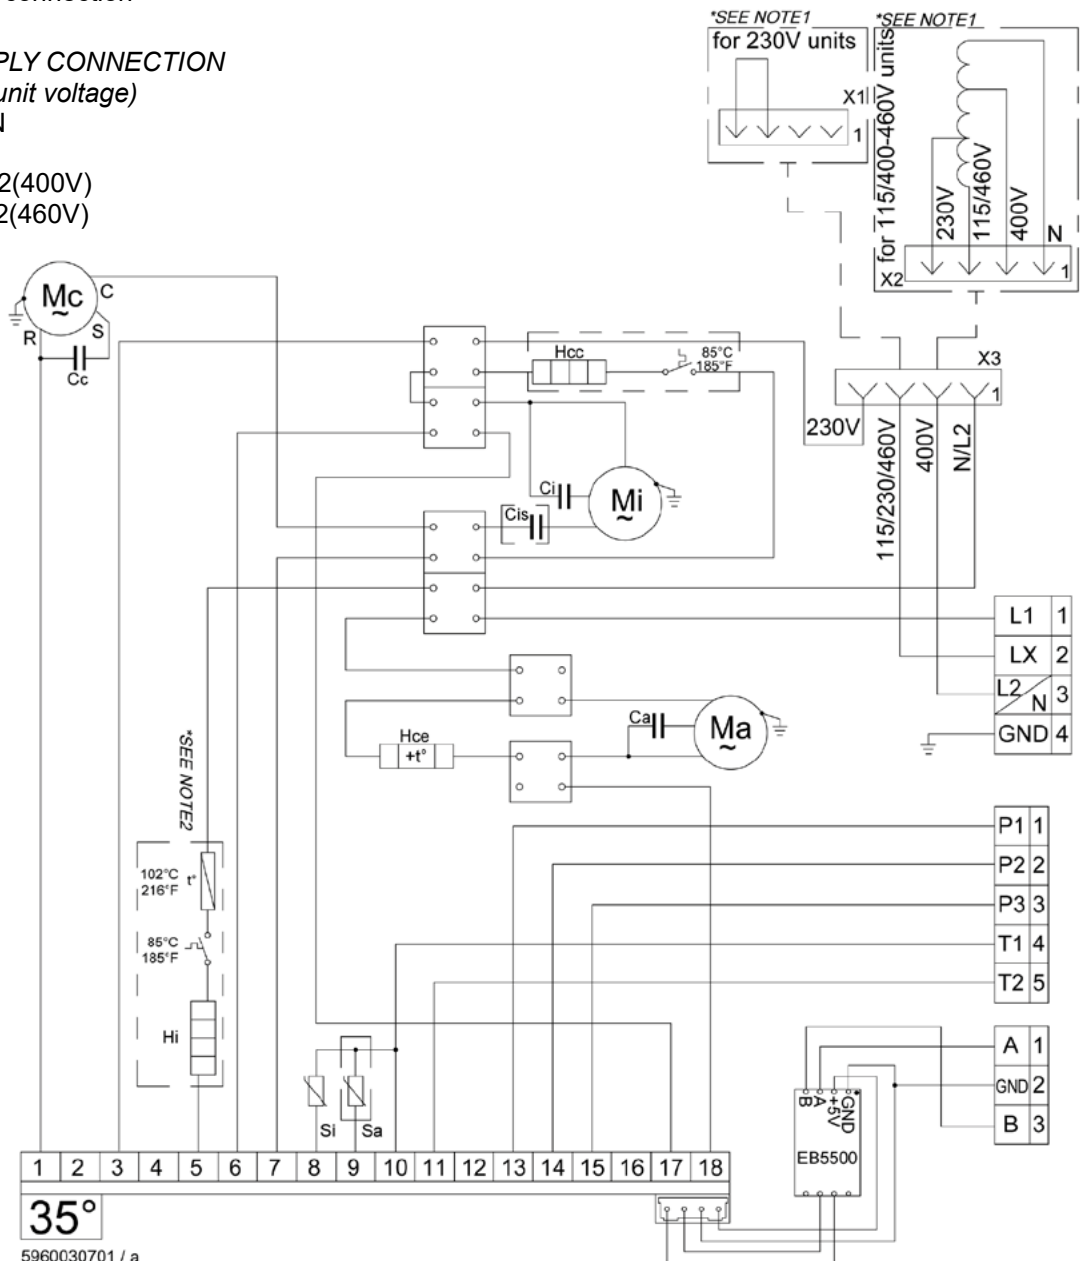 connection
PLY CONNECTION
unit voltage)
N
2(400V)
2(460V)
*SEE NOTE1
for 230V units
X1
1
*SEE NOTE1
for 115/400-460V units
230V
115/460V
400V
N
X2
1
Mc
~
C
R
S
Cc
Hcc
85°C
185°F
X3
1
230V
115/230/460V
400V
N/L2
Ci
Cis
Mi
~
L1 1
LX 2
L2/N 3
GND 4
Ca
Ma
~
Hce
+t°
*SEE NOTE2
102°C
216°F
t°
85°C
185°F
Hi
P1 1
P2 2
P3 3
T1 4
T2 5
Si
Sa
A 1
GND 2
B 3
B A +5V GND
EB5500
1 2 3 4 5 6 7 8 9 10 11 12 13 14 15 16 17 18
35°
5960030701 / a